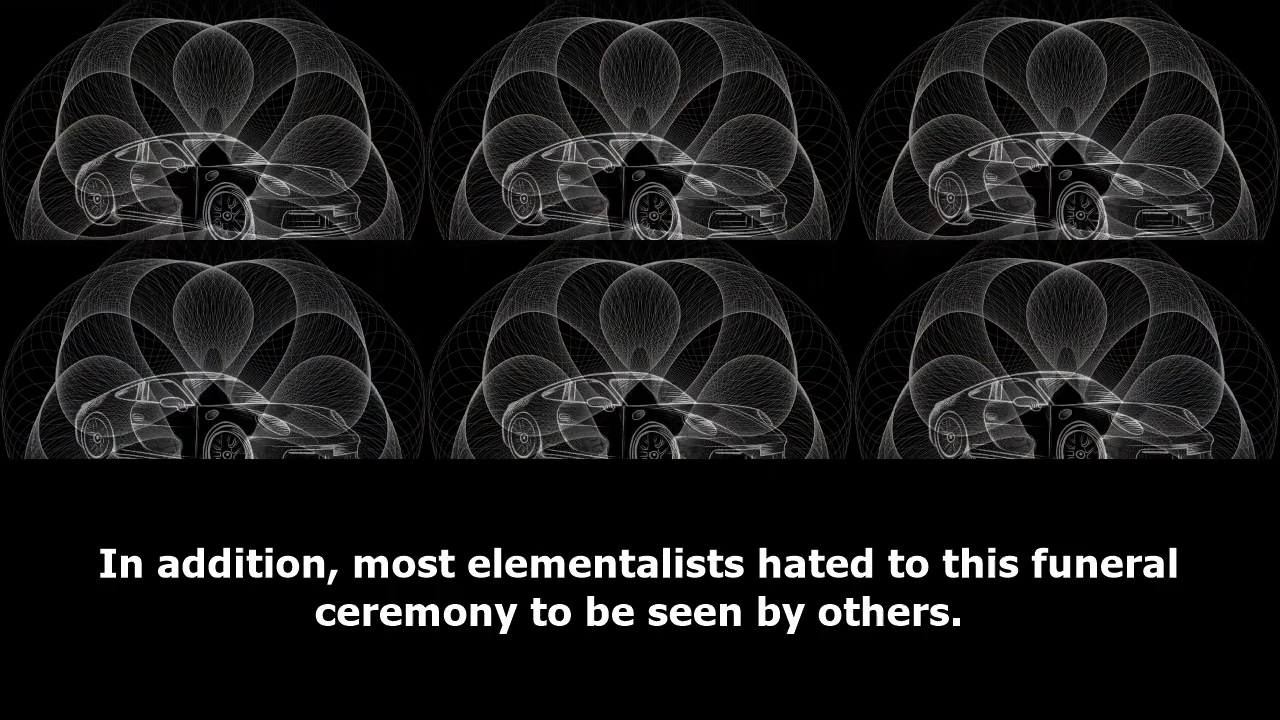 In addition, most elementalists hated to this funeral
ceremony to be seen by others.